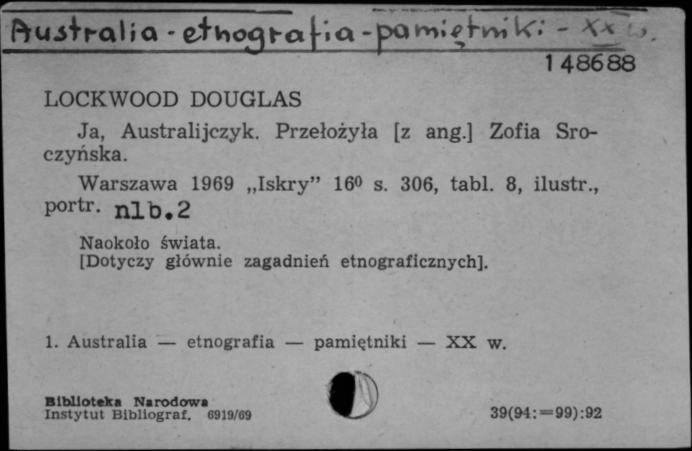 Australia - etnografia - pamiętniki - XX w.
148688
LOCKWOOD DOUGLAS
Ja, Australijczyk. Przełożyła [z ang.] Zofia Sro-
czyńska.
Warszawa 1969 „Iskry” 16⁰ s. 306, tabl. 8, ilustr.,
portr. nlb.2
Naokoło świata.
[Dotyczy głównie zagadnień etnograficznych].
1. Australia — etnografia — pamiętniki — XX w.
Biblioteka Narodowa
Instytut Bibliograf. 6919/69
39(94:=99):92